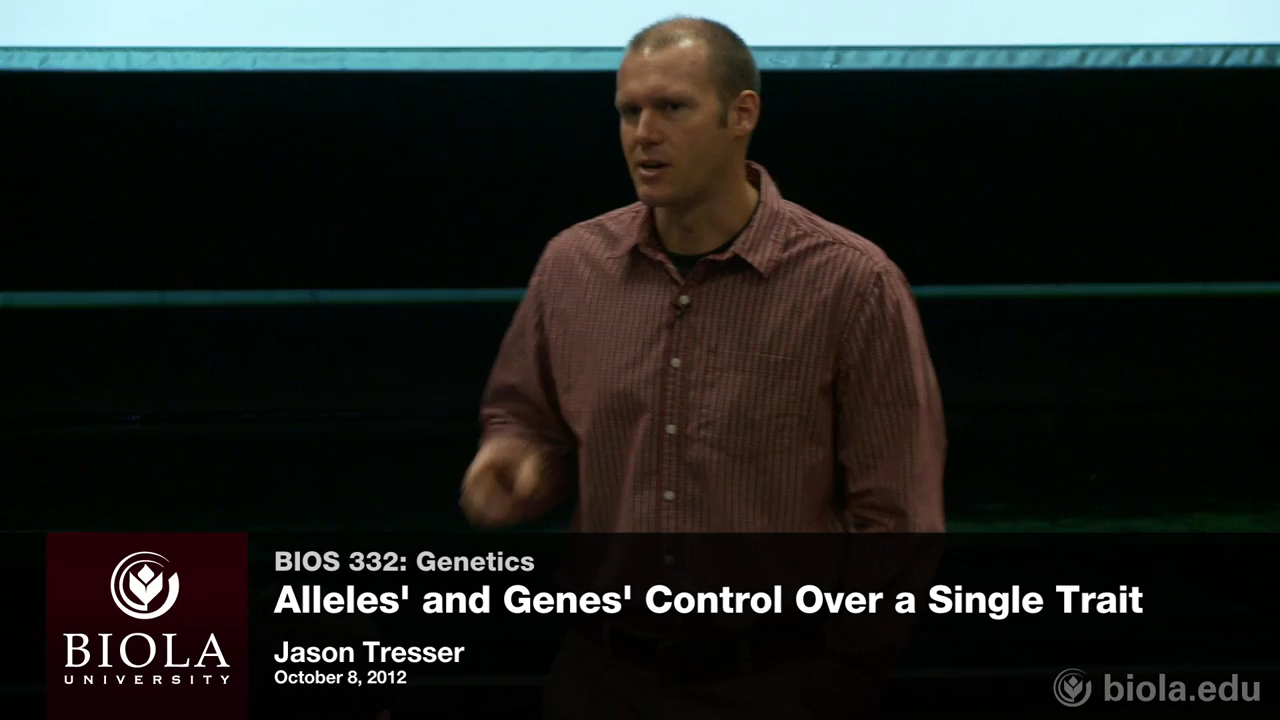 BIOS 332: Genetics
Alleles' and Genes' Control Over a Single Trait
Jason Tresser
October 8, 2012
BIOLA
UNIVERSITY
biola.edu